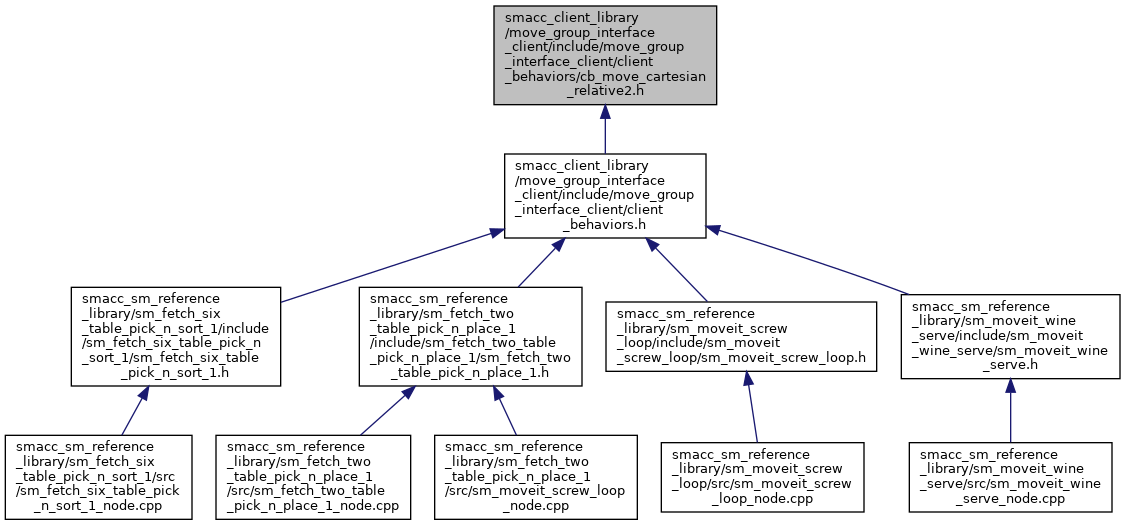 smacc_client_library
/move_group_interface
_client/include/move_group
_interface_client/client
_behaviors/cb_move_cartesian
_relative2.h
smacc_client_library
/move_group_interface
_client/include/move_group
_interface_client/client
_behaviors.h
smacc_sm_reference
_library/sm_fetch_six
_table_pick_n_sort_1/include
/sm_fetch_six_table_pick_n
_sort_1/sm_fetch_six_table
_pick_n_sort_1.h
smacc_sm_reference
_library/sm_fetch_two
_table_pick_n_place_1
/include/sm_fetch_two_table
_pick_n_place_1/sm_fetch_two
_table_pick_n_place_1.h
smacc_sm_reference
_library/sm_moveit_screw
_loop/include/sm_moveit
_screw_loop/sm_moveit_screw_loop.h
smacc_sm_reference
_library/sm_moveit_wine
_serve/include/sm_moveit
_wine_serve/sm_moveit_wine
_serve.h
smacc_sm_reference
_library/sm_fetch_six
_table_pick_n_sort_1/src
/sm_fetch_six_table_pick
_n_sort_1_node.cpp
smacc_sm_reference
_library/sm_fetch_two
_table_pick_n_place_1
/src/sm_fetch_two_table
_pick_n_place_1_node.cpp
smacc_sm_reference
_library/sm_fetch_two
_table_pick_n_place_1
/src/sm_moveit_screw_loop
_node.cpp
smacc_sm_reference
_library/sm_moveit_screw
_loop/src/sm_moveit_screw
_loop_node.cpp
smacc_sm_reference
_library/sm_moveit_wine
_serve/src/sm_moveit_wine
_serve_node.cpp